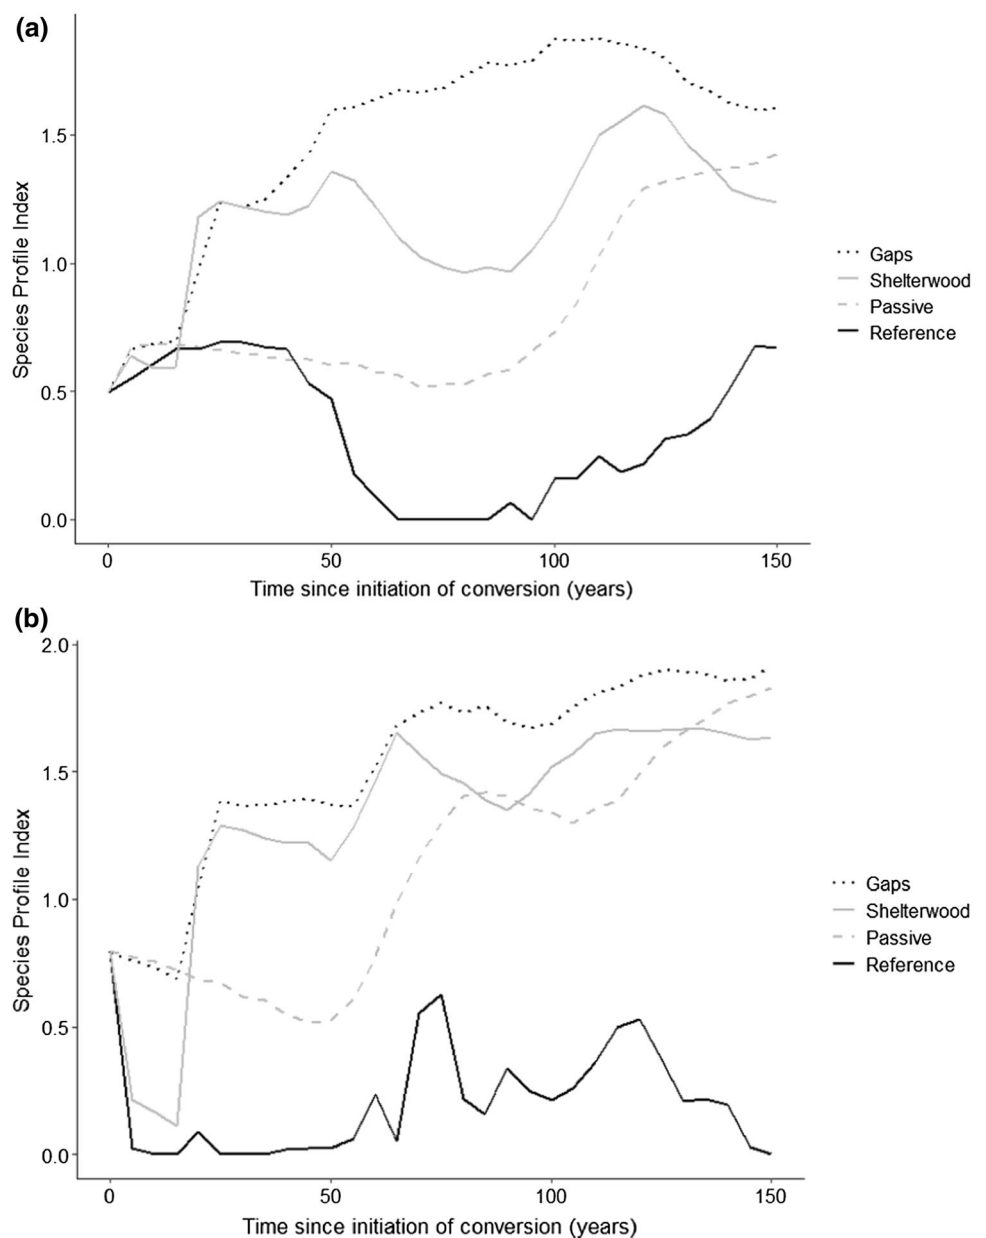 (a)
1.5
1.0
0.5
0.0
Species Profile Index
0 50 100 150
Time since initiation of conversion (years)
Gaps
Shelterwood
Passive
Reference
(b)
2.0
1.5
1.0
0.5
0.0
Species Profile Index
0 50 100 150
Time since initiation of conversion (years)
Gaps
Shelterwood
Passive
Reference